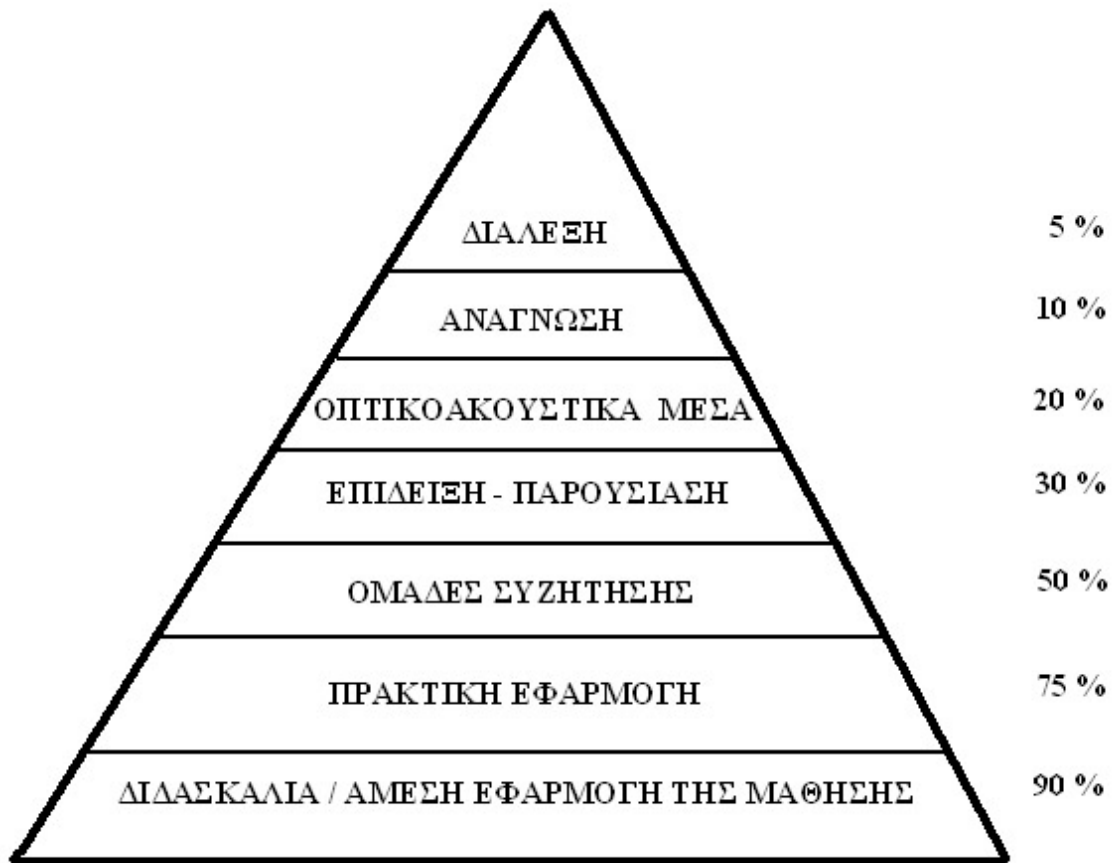 ΔΙΑΛΕΞΗ 5 %
ΑΝΑΓΝΩΣΗ 10 %
ΟΠΤΙΚΟΑΚΟΥΣΤΙΚΑ ΜΕΣΑ 20 %
ΕΠΙΔΕΙΞΗ - ΠΑΡΟΥΣΙΑΣΗ 30 %
ΟΜΑΔΕΣ ΣΥΖΗΤΗΣΗΣ 50 %
ΠΡΑΚΤΙΚΗ ΕΦΑΡΜΟΓΗ 75 %
ΔΙΔΑΣΚΑΛΙΑ / ΑΜΕΣΗ ΕΦΑΡΜΟΓΗ ΤΗΣ ΜΑΘΗΣΗΣ 90 %